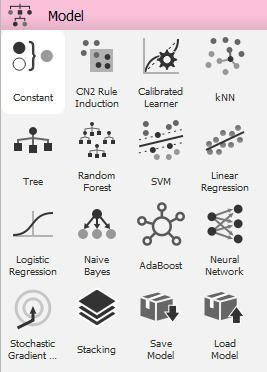 Model
Constant
CN2 Rule
Induction
Calibrated
Learner
kNN
Tree
Random
Forest
SVM
Linear
Regression
Logistic
Regression
Naive
Bayes
AdaBoost
Neural
Network
Stochastic
Gradient ...
Stacking
Save
Model
Load
Model